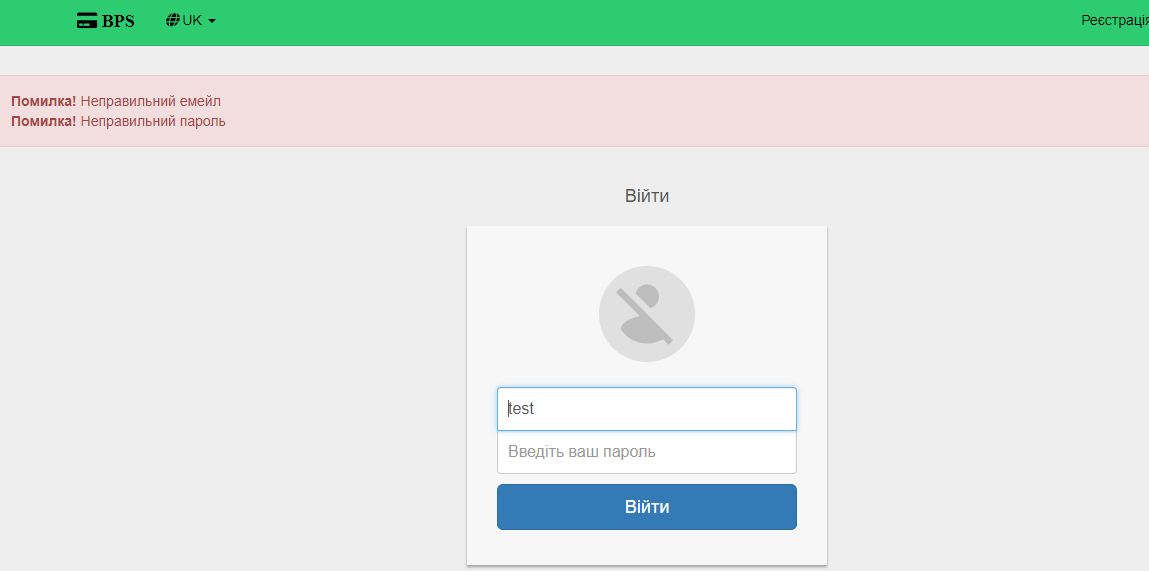 BPS UK Реєстрація
Помилка! Неправильний емейл
Помилка! Неправильний пароль
Війти
test
Введіть ваш пароль
Війти